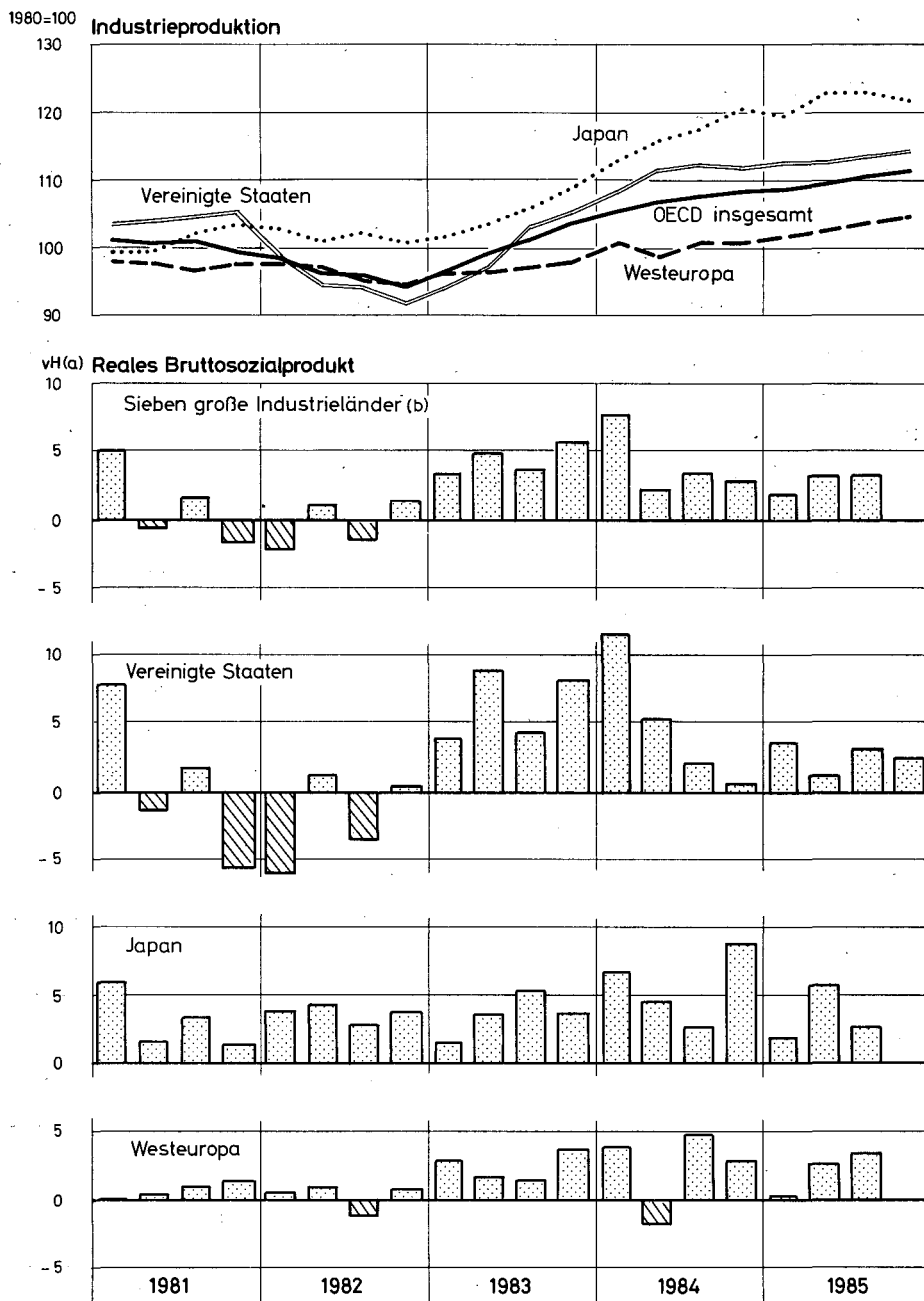 1980=100
Industrieproduktion
130
120
Japan
110
Vereinigte Staaten
OECD insgesamt
100
Westeuropa
90
vH(a) Reales Bruttosozialprodukt
10
Sieben große Industrieländer (b)
5
0
- 5
10
Vereinigte Staaten
5
0
- 5
10
Japan
5
0
5
Westeuropa
0
-5
1981 1982 1983 1984 1985